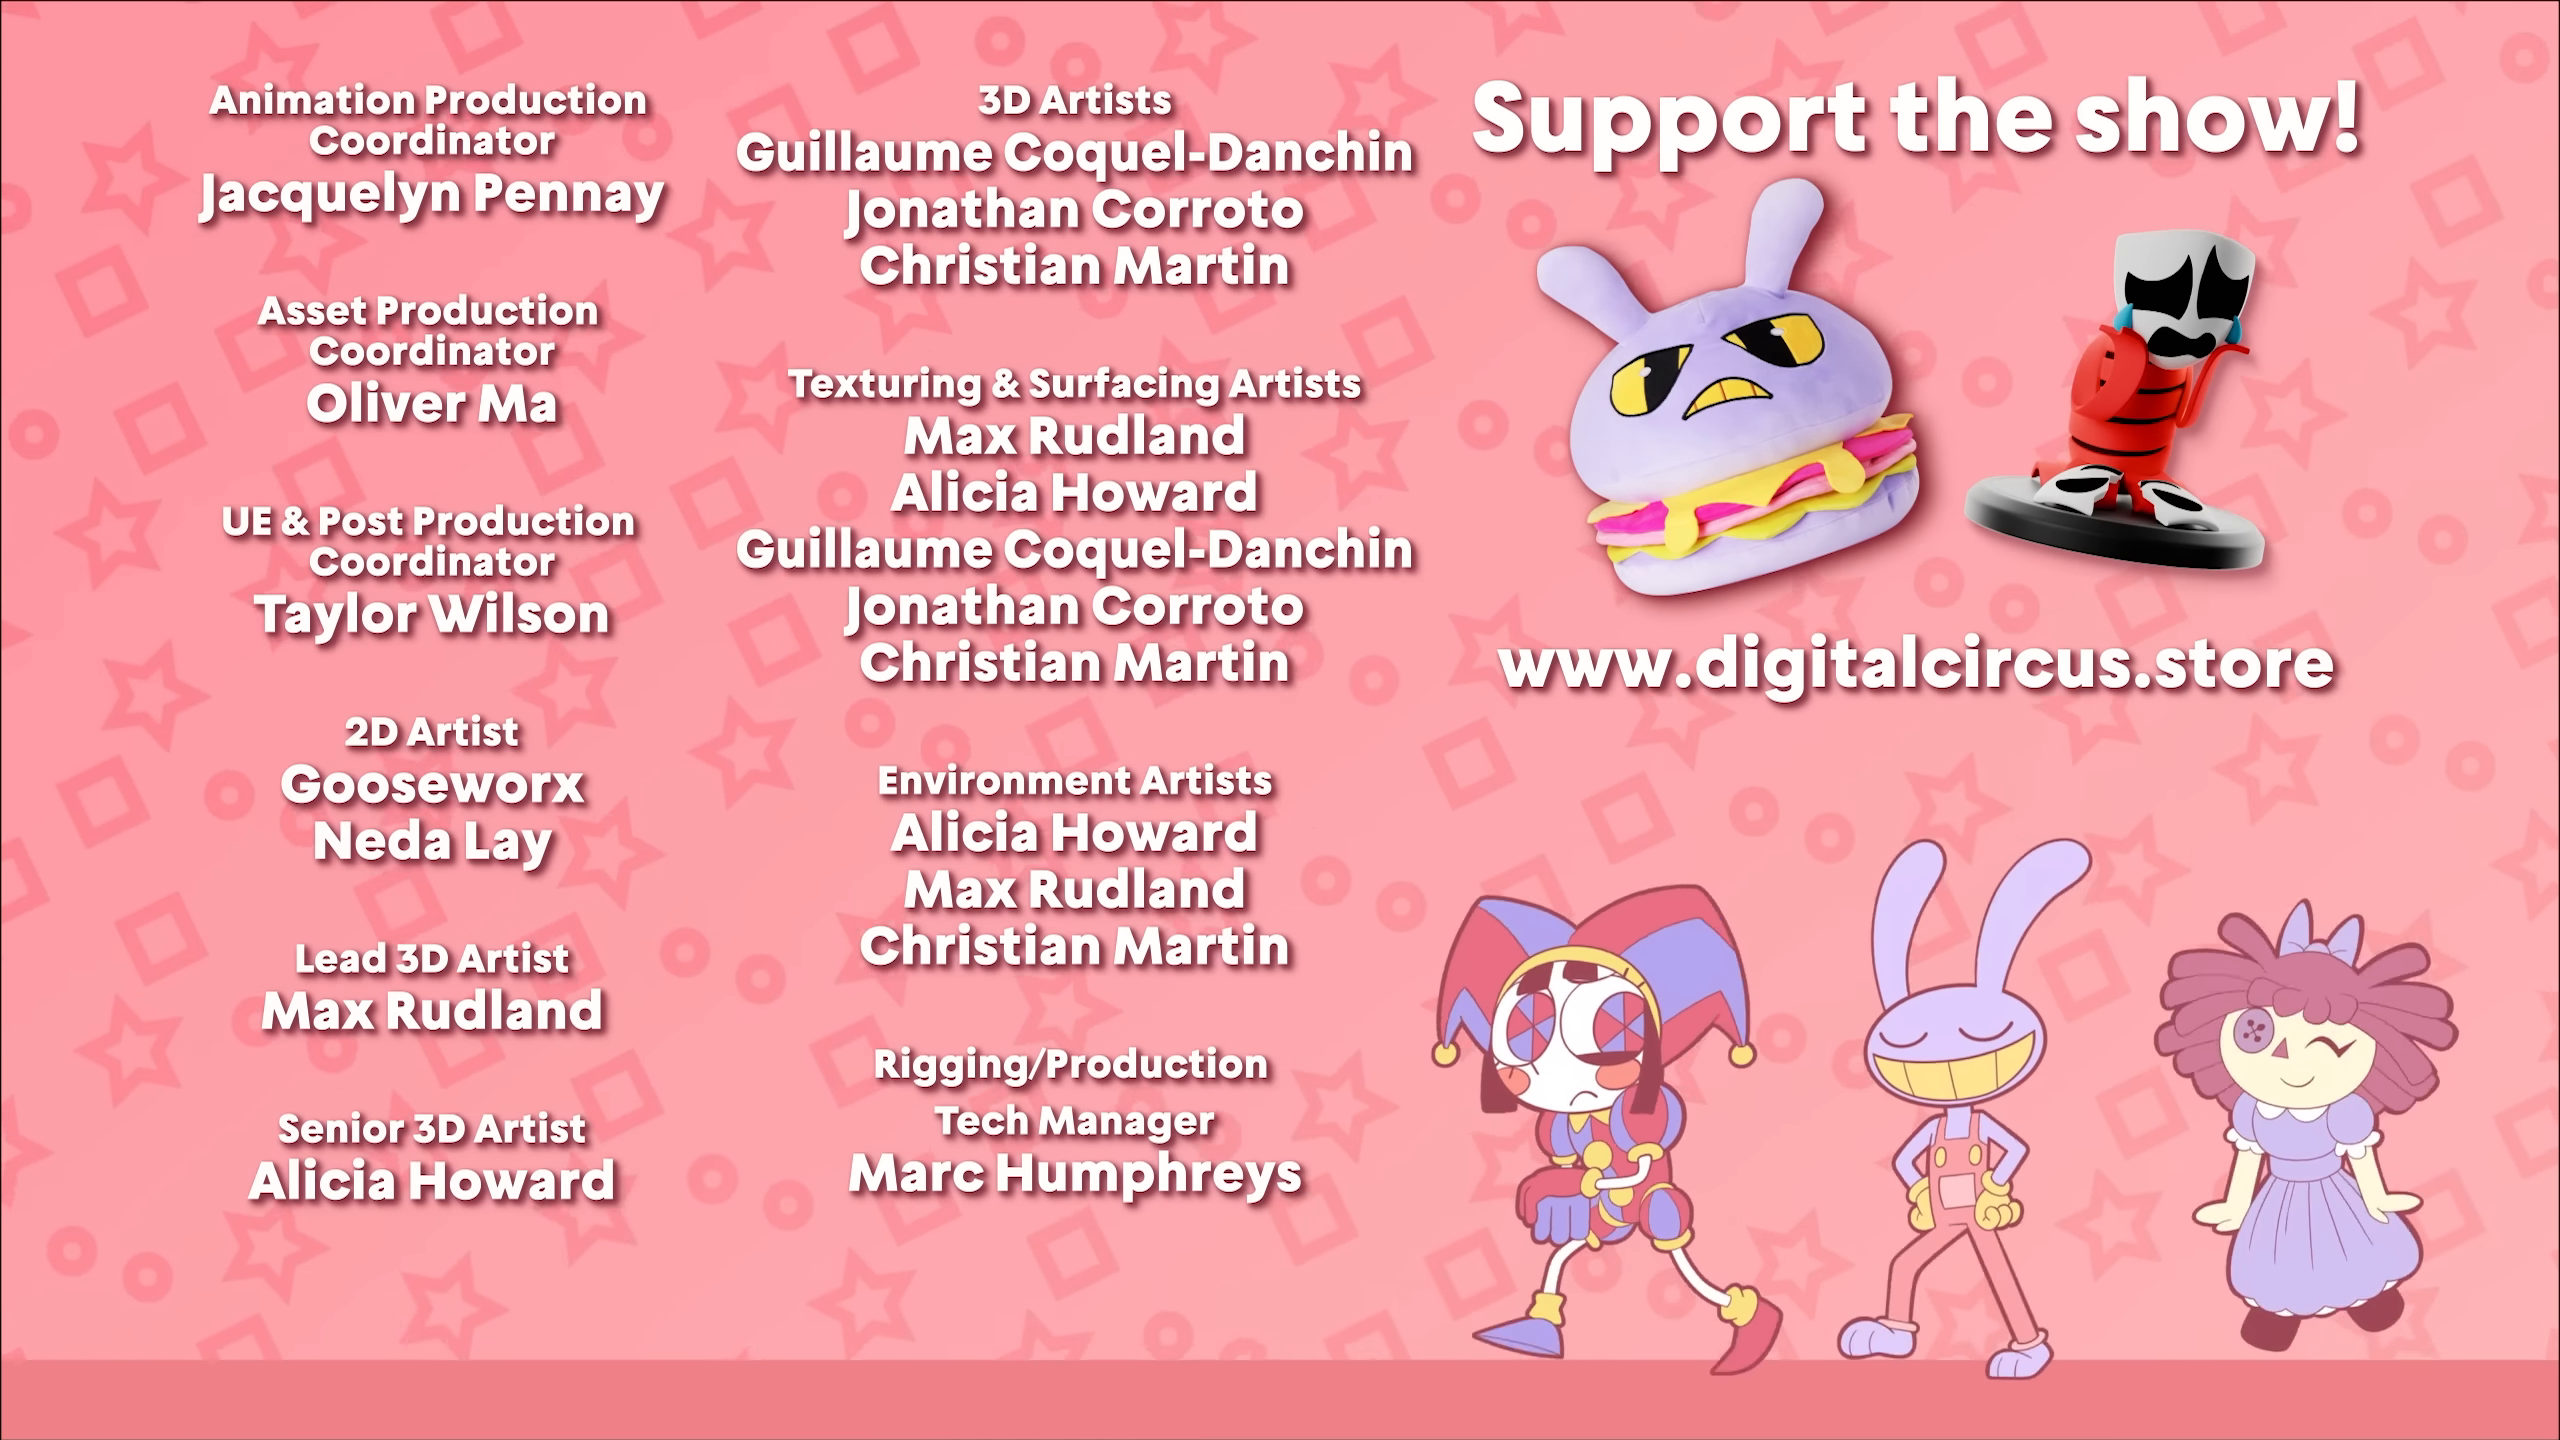 Animation Production
Coordinator
Jacquelyn Pennay
Asset Production
Coordinator
Oliver Ma
UE & Post Production
Coordinator
Taylor Wilson
2D Artist
Gooseworx
Neda Lay
Lead 3D Artist
Max Rudland
Senior 3D Artist
Alicia Howard
3D Artists
Guillaume Coquel-Danchin
Jonathan Corroto
Christian Martin
Texturing & Surfacing Artists
Max Rudland
Alicia Howard
Guillaume Coquel-Danchin
Jonathan Corroto
Christian Martin
Environment Artists
Alicia Howard
Max Rudland
Christian Martin
Rigging/Production
Tech Manager
Marc Humphreys
Support the show!
www.digitalcircus.store